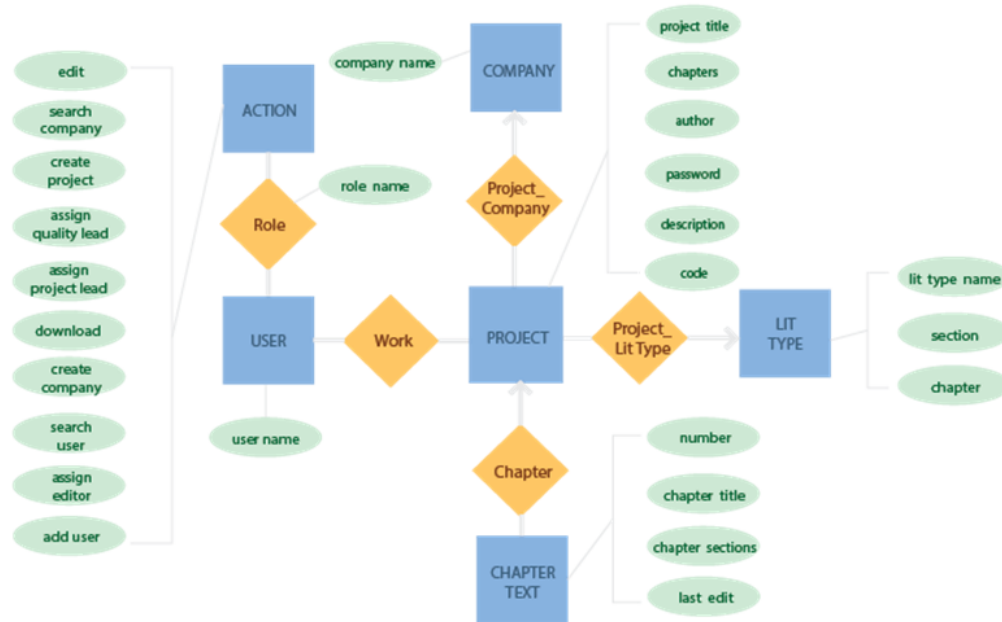 edit
search
company
create
project
assign
quality lead
assign
project lead
download
create
company
search
user
assign
editor
add user
ACTION
Role
role name
USER
user name
Work
company name
COMPANY
Project_
Company
PROJECT
Chapter
CHAPTER
TEXT
project title
chapters
author
password
description
code
Project_
Lit Type
LIT
TYPE
lit type name
section
chapter
number
chapter title
chapter sections
last edit